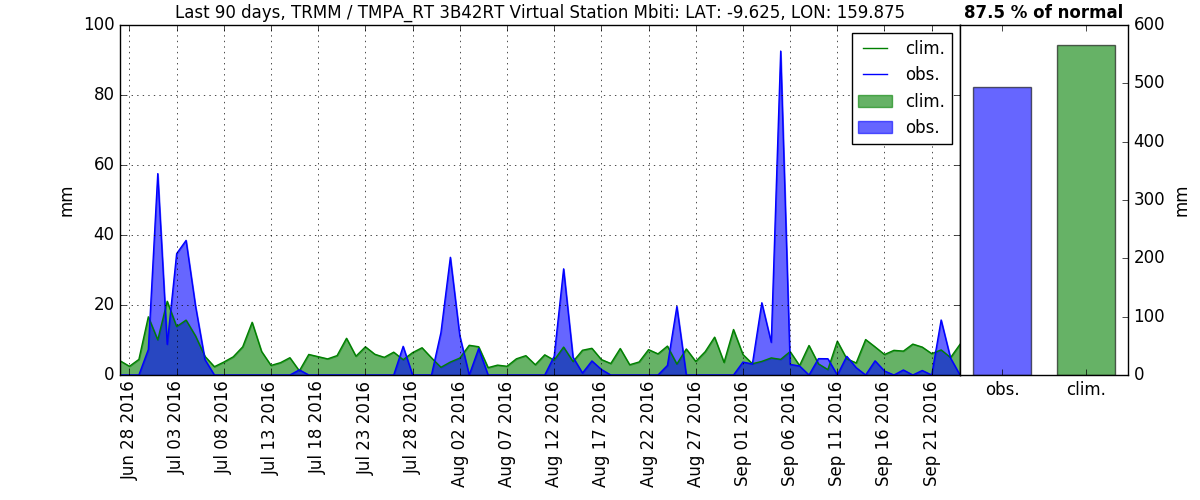 Last 90 days, TRMM / TMPA_RT 3B42RT Virtual Station Mbiti: LAT: -9.625, LON: 159.875
87.5 % of normal
100
80
60
40
20
0
mm
clim.
obs.
clim.
obs.
600
500
400
300
200
100
0
mm
obs.
clim.
Jun 28 2016
Jul 03 2016
Jul 08 2016
Jul 13 2016
Jul 18 2016
Jul 23 2016
Jul 28 2016
Aug 02 2016
Aug 07 2016
Aug 12 2016
Aug 17 2016
Aug 22 2016
Aug 27 2016
Sep 01 2016
Sep 06 2016
Sep 11 2016
Sep 16 2016
Sep 21 2016